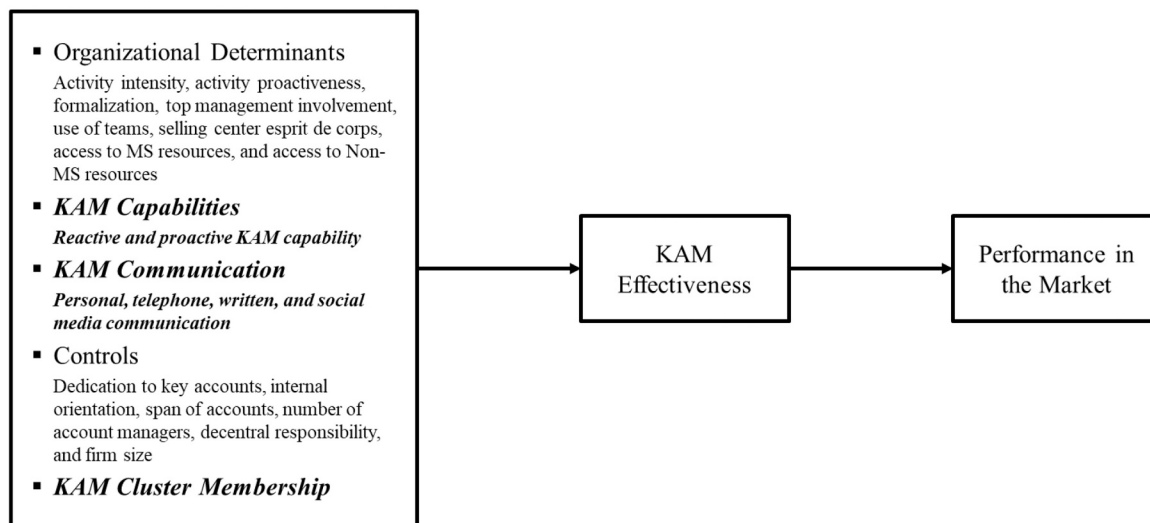 ▪ Organizational Determinants
Activity intensity, activity proactiveness,
formalization, top management involvement,
use of teams, selling center esprit de corps,
access to MS resources, and access to Non-
MS resources
▪ KAM Capabilities
Reactive and proactive KAM capability
▪ KAM Communication
Personal, telephone, written, and social
media communication
▪ Controls
Dedication to key accounts, internal
orientation, span of accounts, number of
account managers, decentral responsibility,
and firm size
▪ KAM Cluster Membership
KAM
Effectiveness
Performance in
the Market